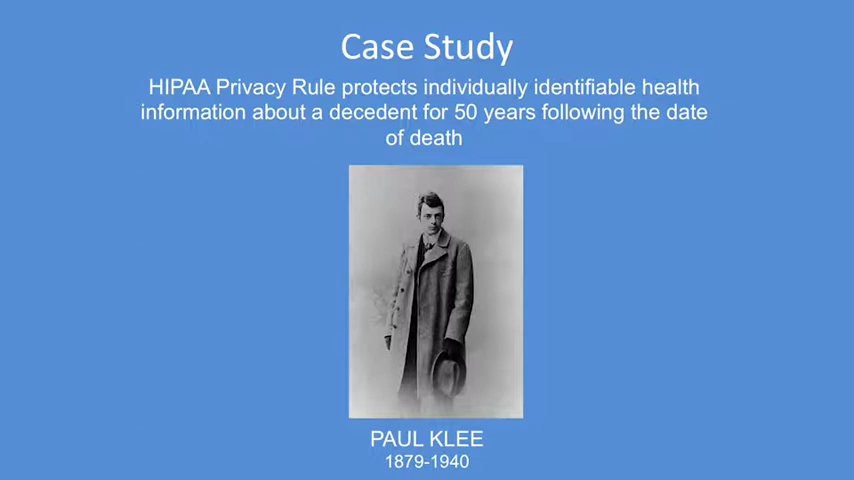 Case Study
HIPAA Privacy Rule protects individually identifiable health
information about a decedent for 50 years following the date
of death
PAUL KLEE
1879-1940